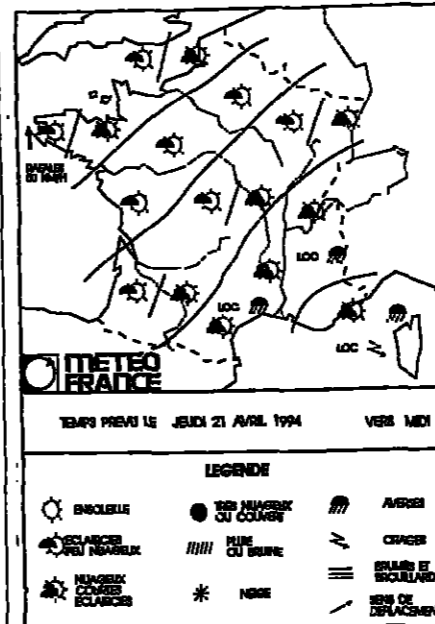 RAFALES
80 KM/H
LOC
LOC
LOC
METEO
FRANCE
TEMPS PREVU LE JEUDI 21 AVRIL 1994 VERS MIDI
LEGENDE
ENSOLEILLE
TRES NUAGEUX
OU COUVERT
AVERSES
ECLAIRCIES
PEU NUAGEUX
PLUIE
OU BRUINE
ORAGES
NUAGEUX
COURTES
ECLAIRCIES
NEIGE
BRUMES ET
BROUILLARD
SENS DE
DEPLACEMEN